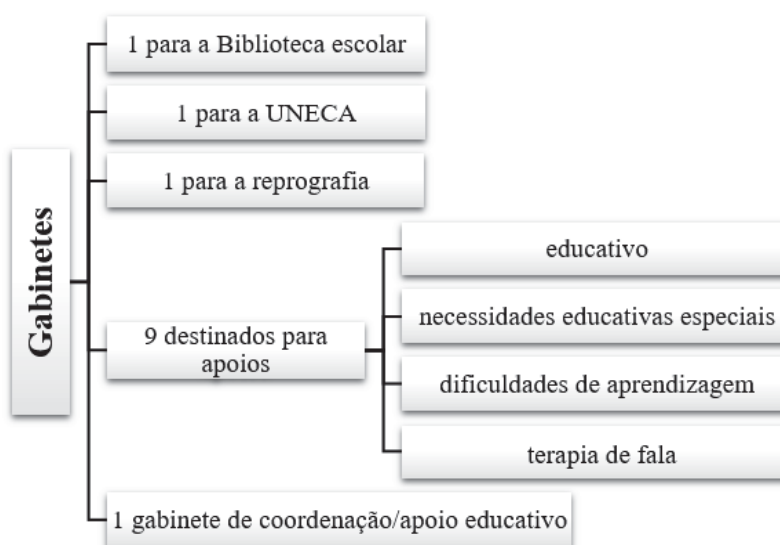 Gabinetes
1 para a Biblioteca escolar
1 para a UNECA
1 para a reprografia
9 destinados para
apoios
educativo
necessidades educativas especiais
dificuldades de aprendizagem
terapia de fala
1 gabinete de coordenação/apoio educativo